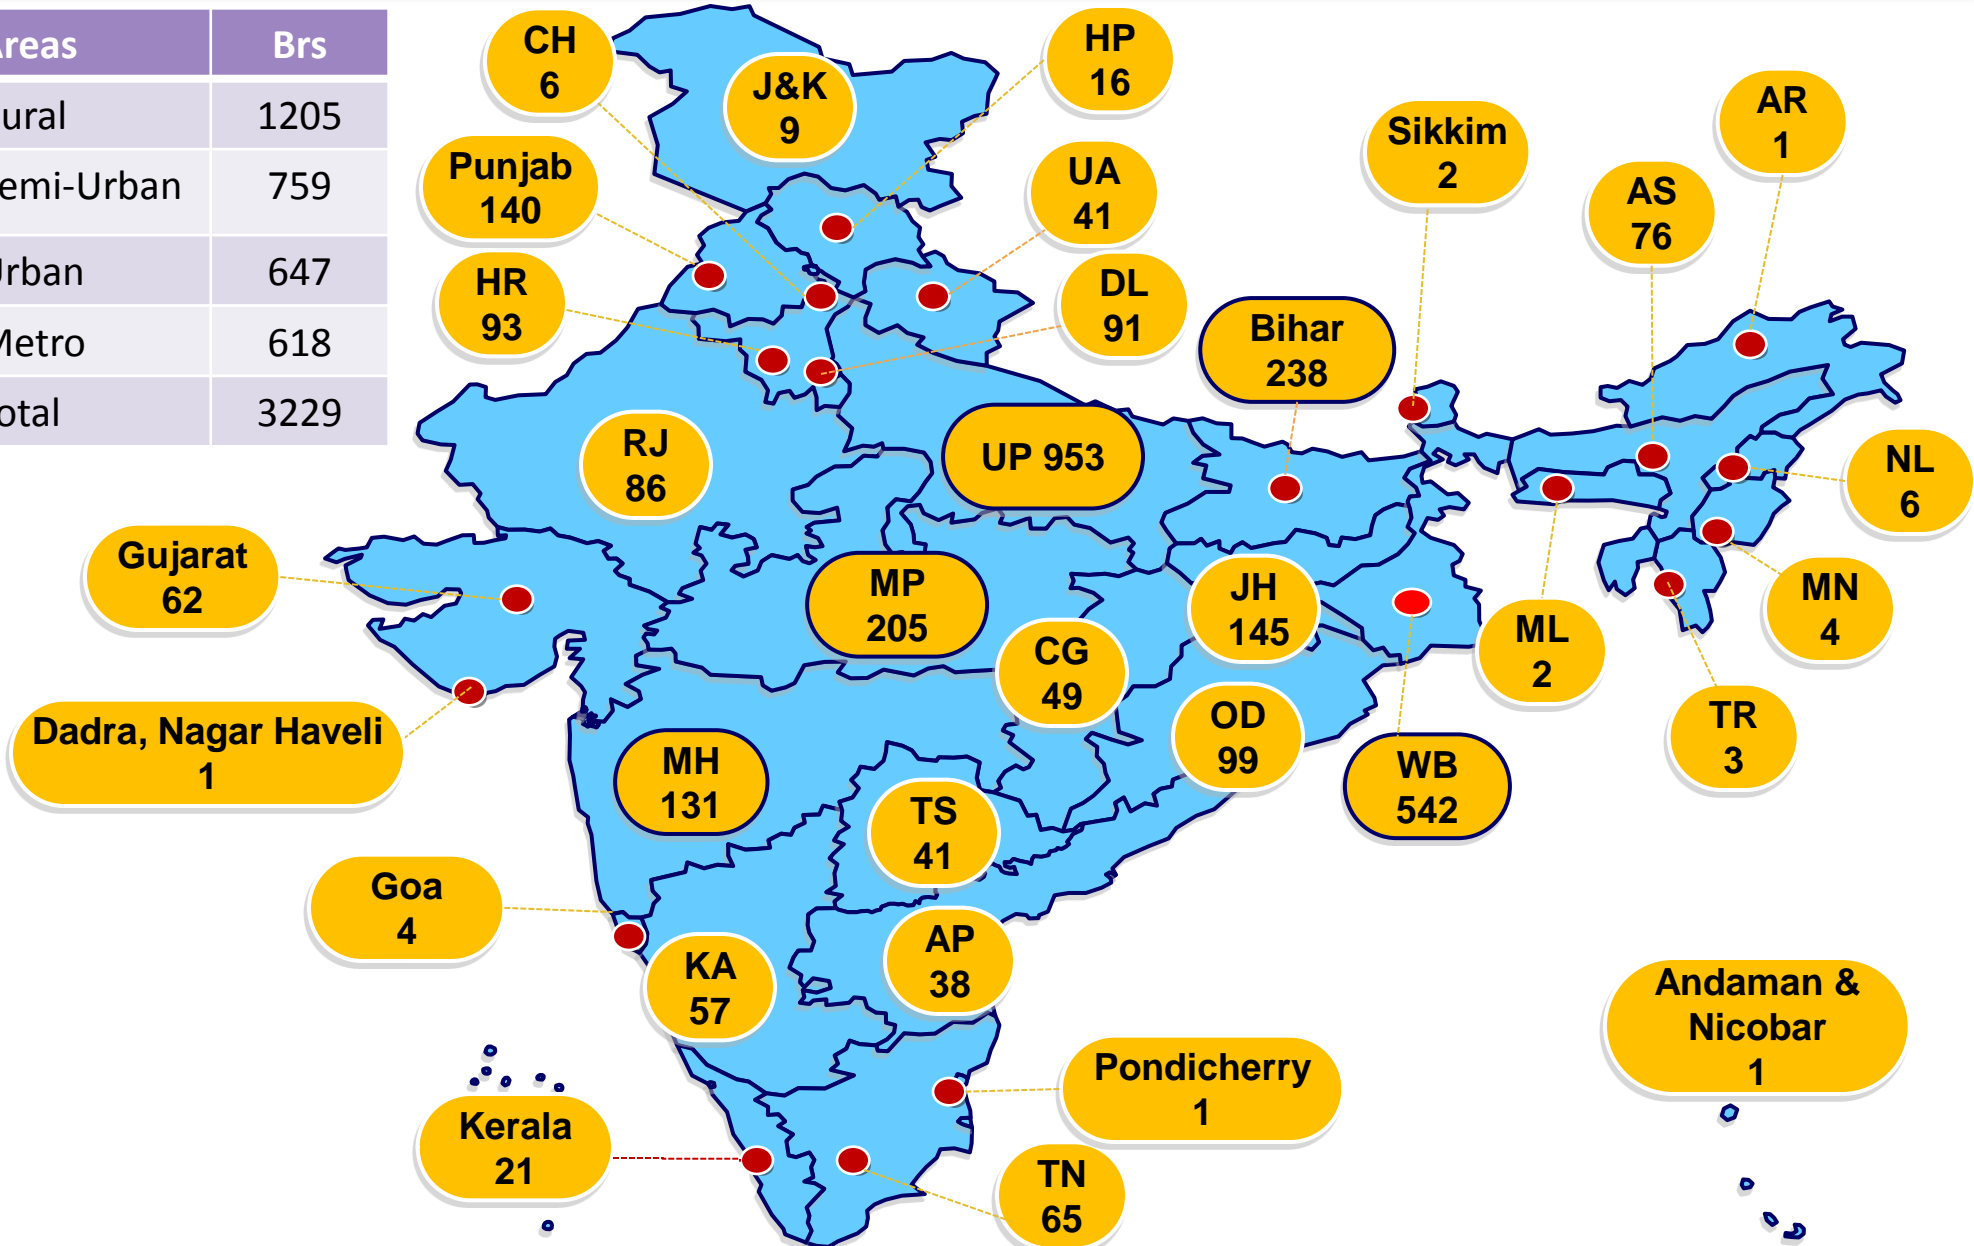 Areas Brs
ural 1205
emi-Urban 759
Urban 647
Metro 618
otal 3229
CH
6
J&K
9
HP
16
Punjab
140
UA
41
HR
93
DL
91
Sikkim
2
AR
1
AS
76
Bihar
238
NL
6
RJ
86
UP 953
Gujarat
62
MP
205
JH
145
MN
4
ML
2
CG
49
Dadra, Nagar Haveli
1
OD
99
TR
3
MH
131
WB
542
TS
41
Goa
4
AP
38
KA
57
Andaman &
Nicobar
1
Pondicherry
1
Kerala
21
TN
65